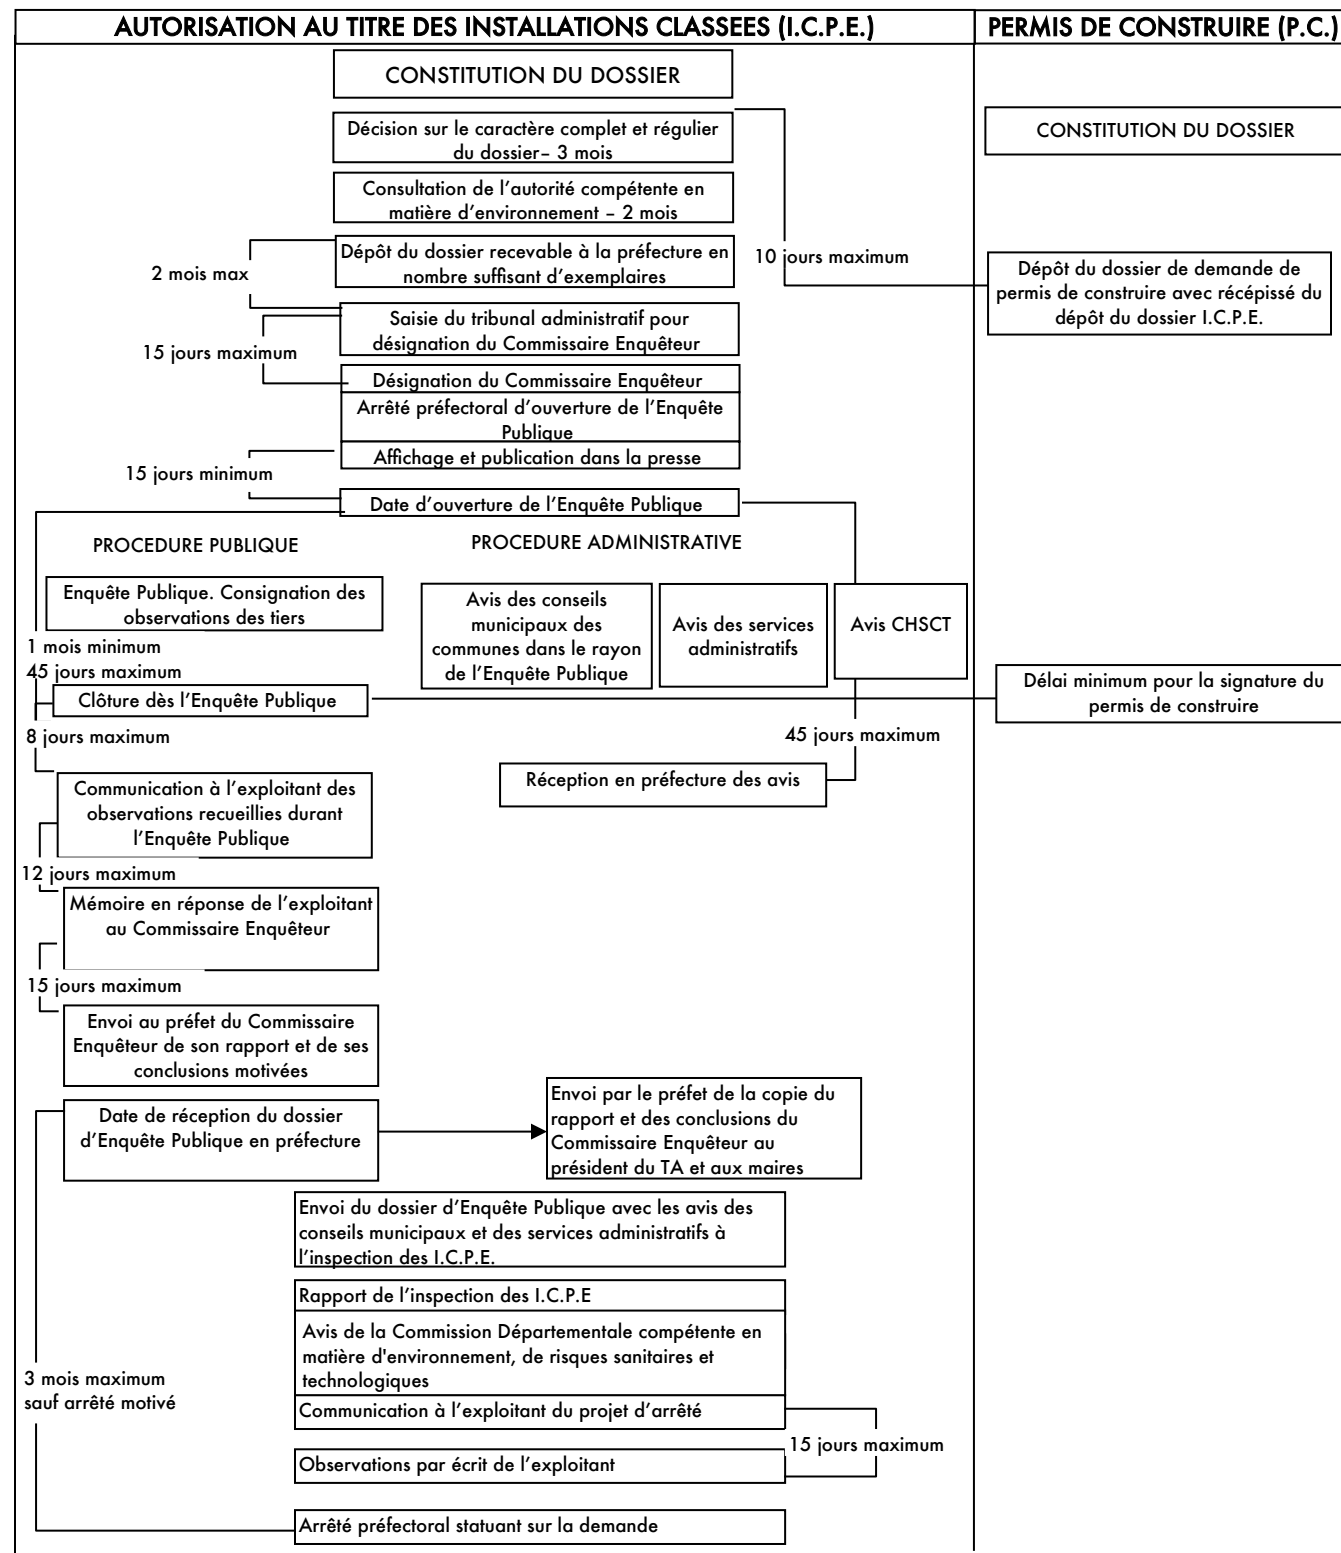 AUTORISATION AU TITRE DES INSTALLATIONS CLASSEES (I.C.P.E.)
PERMIS DE CONSTRUIRE (P.C.)
CONSTITUTION DU DOSSIER
Décision sur le caractère complet et régulier
du dossier– 3 mois
CONSTITUTION DU DOSSIER
Consultation de l’autorité compétente en
matière d’environnement – 2 mois
Dépôt du dossier recevable à la préfecture en
nombre suffisant d’exemplaires
2 mois max
10 jours maximum
Dépôt du dossier de demande de
permis de construire avec récépissé du
dépôt du dossier I.C.P.E.
Saisie du tribunal administratif pour
désignation du Commissaire Enquêteur
15 jours maximum
Désignation du Commissaire Enquêteur
Arrêté préfectoral d’ouverture de l’Enquête
Publique
Affichage et publication dans la presse
15 jours minimum
Date d’ouverture de l’Enquête Publique
PROCEDURE PUBLIQUE
PROCEDURE ADMINISTRATIVE
Enquête Publique. Consignation des
observations des tiers
Avis des conseils
municipaux des
communes dans le rayon
de l’Enquête Publique
Avis des services
administratifs
Avis CHSCT
1 mois minimum
45 jours maximum
Clôture dès l’Enquête Publique
Délai minimum pour la signature du
permis de construire
8 jours maximum
45 jours maximum
Réception en préfecture des avis
Communication à l’exploitant des
observations recueillies durant
l’Enquête Publique
12 jours maximum
Mémoire en réponse de l’exploitant
au Commissaire Enquêteur
15 jours maximum
Envoi au préfet du Commissaire
Enquêteur de son rapport et de ses
conclusions motivées
Date de réception du dossier
d’Enquête Publique en préfecture
Envoi par le préfet de la copie du
rapport et des conclusions du
Commissaire Enquêteur au
président du TA et aux maires
Envoi du dossier d’Enquête Publique avec les avis des
conseils municipaux et des services administratifs à
l’inspection des I.C.P.E.
Rapport de l’inspection des I.C.P.E
Avis de la Commission Départementale compétente en
matière d'environnement, de risques sanitaires et
technologiques
3 mois maximum
sauf arrêté motivé
Communication à l’exploitant du projet d’arrêté
15 jours maximum
Observations par écrit de l’exploitant
Arrêté préfectoral statuant sur la demande